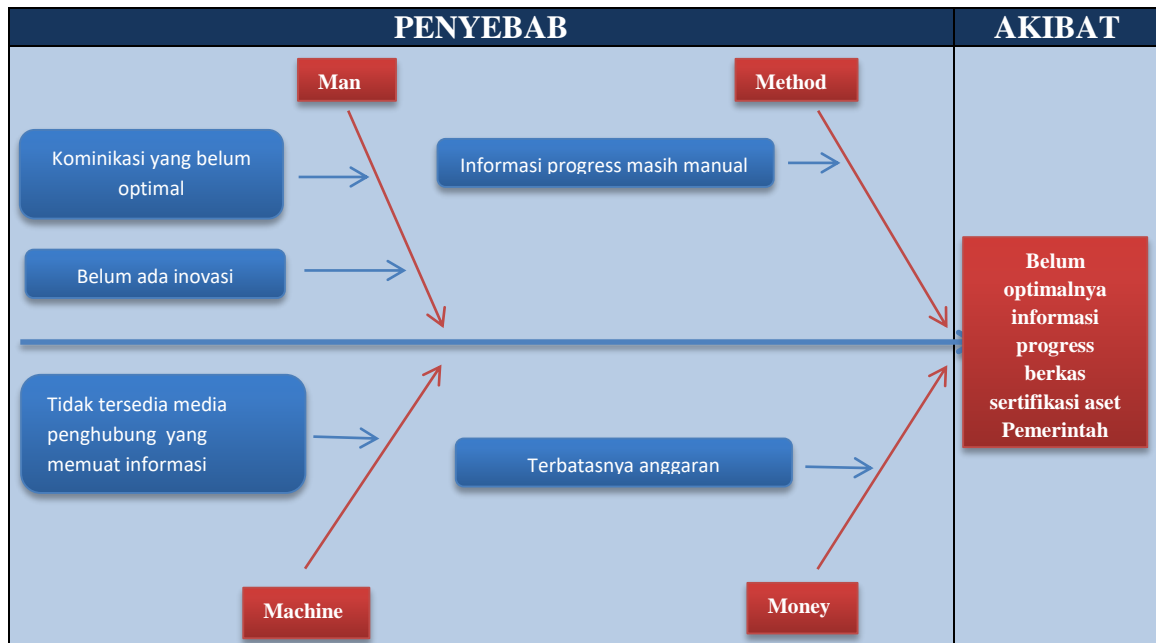 PENYEBAB
AKIBAT
Man
Method
Kominikasi yang belum
optimal
Informasi progress masih manual
Belum ada inovasi
Belum
optimalnya
informasi
progress
berkas
sertifikasi aset
Pemerintah
Tidak tersedia media
penghubung yang
memuat informasi
Terbatasnya anggaran
Machine
Money